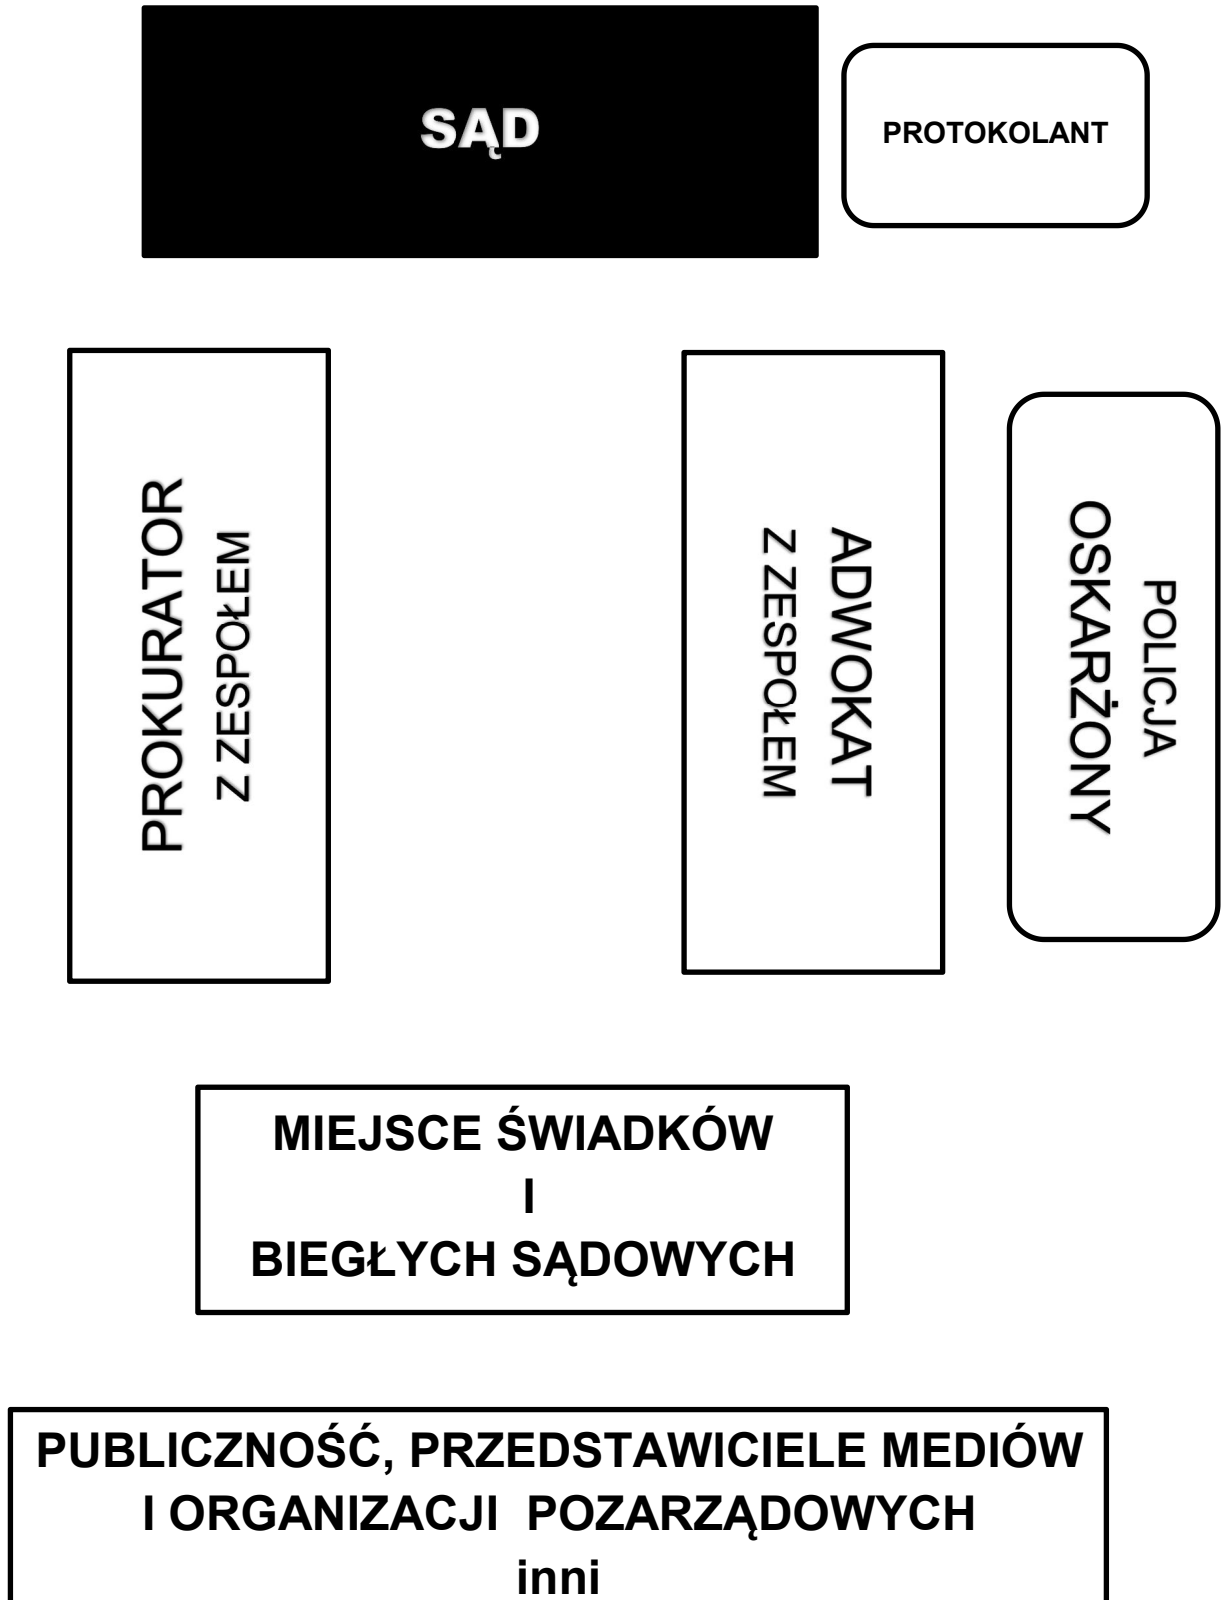 SĄD
PROTOKOLANT
PROKURATOR
Z ZESPOŁEM
ADWOKAT
Z ZESPOŁEM
POLICJA
OSKARŻONY
MIEJSCE ŚWIADKÓW
I
BIEGŁYCH SĄDOWYCH
PUBLICZNOŚĆ, PRZEDSTAWICIELE MEDIÓW
I ORGANIZACJI POZARZĄDOWYCH
inni